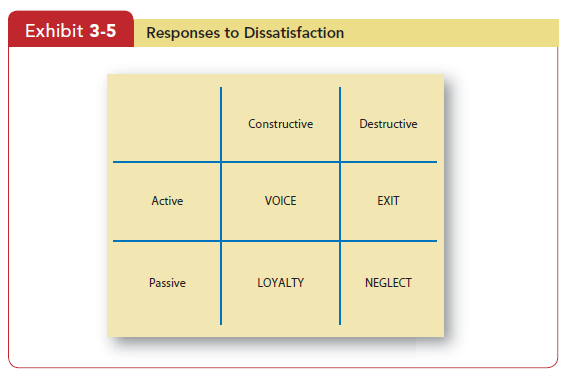 Exhibit 3-5 Responses to Dissatisfaction
Constructive Destructive
Active VOICE EXIT
Passive LOYALTY NEGLECT